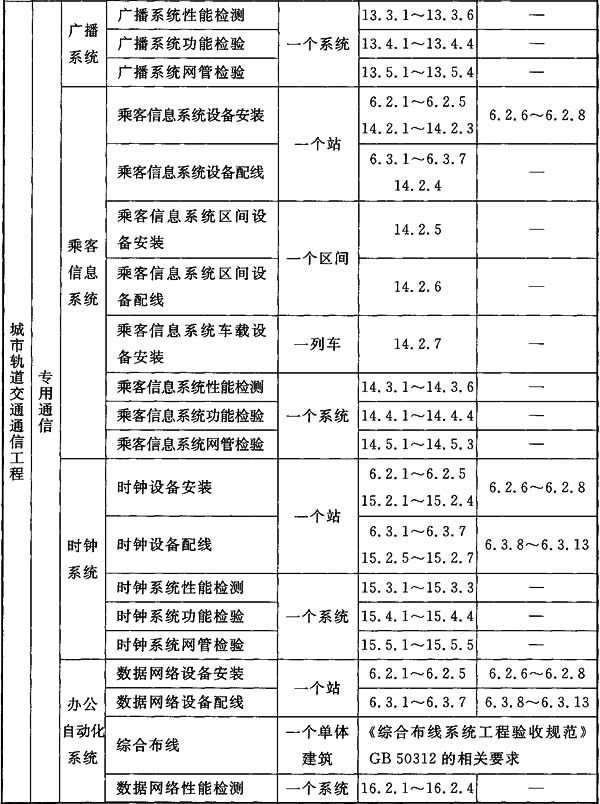 城市轨道交通通信工程
专用通信
广播
系统
广播系统性能检测 一个系统 13.3.1～13.3.6 —
广播系统功能检验 13.4.1～13.4.4 —
广播系统网管检验 13.5.1～13.5.4 —
乘客
信息
系统
乘客信息系统设备安装 一个站 6.2.1～6.2.5
14.2.1～14.2.3 6.2.6～6.2.8
乘客信息系统设备配线 6.3.1～6.3.7
14.2.4 —
乘客信息系统区间设
备安装 一个区间 14.2.5 —
乘客信息系统区间设
备配线 14.2.6 —
乘客信息系统车载设
备安装 一列车 14.2.7 —
乘客信息系统性能检测 一个系统 14.3.1～14.3.6 —
乘客信息系统功能检验 14.4.1～14.4.4 —
乘客信息系统网管检验 14.5.1～14.5.3 —
时钟
系统
时钟设备安装 一个站 6.2.1～6.2.5
15.2.1～15.2.4 6.2.6～6.2.8
时钟设备配线 6.3.1～6.3.7
15.2.5～15.2.7 6.3.8～6.3.13
时钟系统性能检测 一个系统 15.3.1～15.3.3 —
时钟系统功能检验 15.4.1～15.4.4 —
时钟系统网管检验 15.5.1～15.5.5 —
办公
自动化
系统
数据网络设备安装 一个站 6.2.1～6.2.5 6.2.6～6.2.8
数据网络设备配线 6.3.1～6.3.7 6.3.8～6.3.13
综合布线 一个单体
建筑 《综合布线系统工程验收规范》
GB 50312 的相关要求
数据网络性能检测 一个系统 16.2.1～16.2.4 —